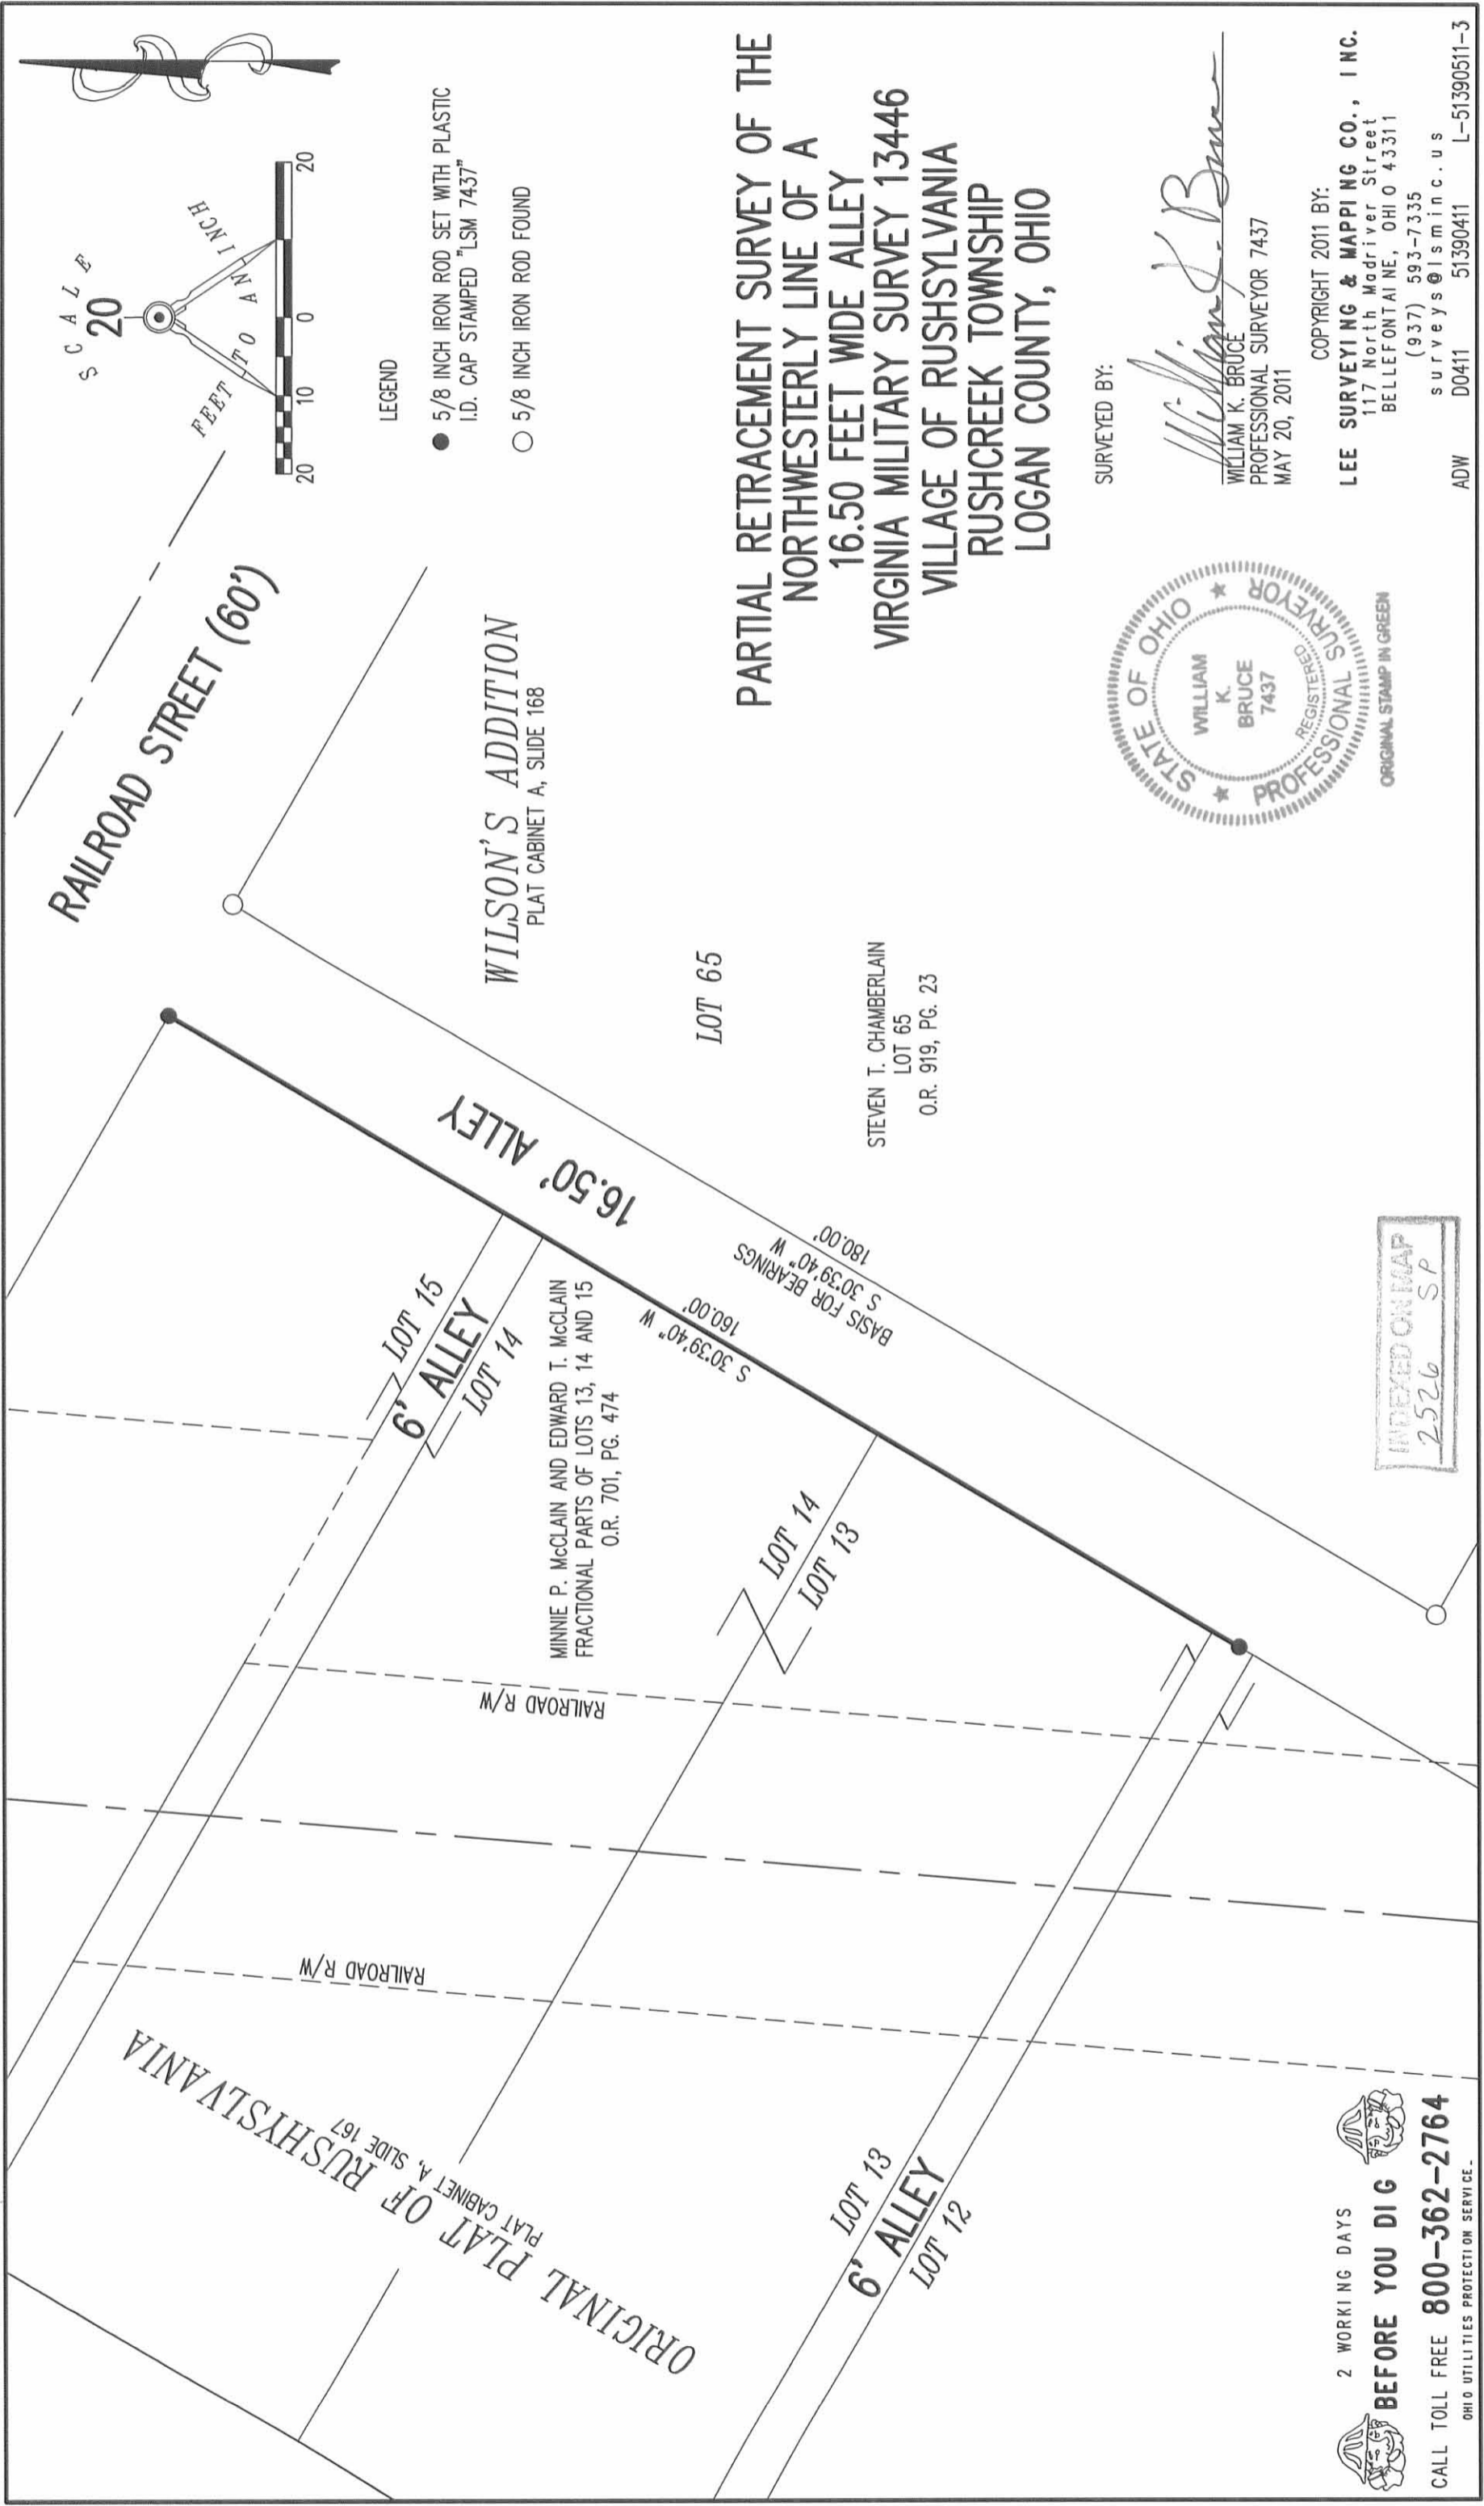 RAILROAD STREET (60')
SCALE
20
FEET TO AN INCH
20 10 0 20
LEGEND
5/8 INCH IRON ROD SET WITH PLASTIC
I.D. CAP STAMPED "LSM 7437"
5/8 INCH IRON ROD FOUND
WILSON'S ADDITION
PLAT CABINET A, SLIDE 168
LOT 65
STEVEN T. CHAMBERLAIN
LOT 65
O.R. 919, PG. 23
16.50' ALLEY
BASIS FOR BEARINGS
S 30°39'40" W
180.00'
S 30°39'40" W
160.00'
LOT 15
6' ALLEY
LOT 14
MINNIE P. McCLAIN AND EDWARD T. McCLAIN
FRACTIONAL PARTS OF LOTS 13, 14 AND 15
O.R. 701, PG. 474
LOT 14
LOT 13
RAILROAD R/W
RAILROAD R/W
ORIGINAL PLAT OF RUSHYSLVANIA
PLAT CABINET A, SLIDE 167
LOT 13
6' ALLEY
LOT 12
PARTIAL RETRACEMENT SURVEY OF THE
NORTHWESTERLY LINE OF A
16.50 FEET WIDE ALLEY
VIRGINIA MILITARY SURVEY 13446
VILLAGE OF RUSHSYLVANIA
RUSHCREEK TOWNSHIP
LOGAN COUNTY, OHIO
SURVEYED BY:
William K. Bruce
WILLIAM K. BRUCE
PROFESSIONAL SURVEYOR 7437
MAY 20, 2011
COPYRIGHT 2011 BY:
LEE SURVEYING & MAPPING CO., INC.
117 North Madriver Street
BELLEFONTAINE, OHIO 43311
(937) 593-7335
surveys@lsminc.us
ADW D0411 51390411 L-51390511-3
STATE OF OHIO
WILLIAM
K.
BRUCE
7437
REGISTERED
PROFESSIONAL SURVEYOR
ORIGINAL STAMP IN GREEN
INDEXED ON MAP
2526 SP
2 WORKING DAYS
BEFORE YOU DIG
CALL TOLL FREE 800-362-2764
OHIO UTILITIES PROTECTION SERVICE.